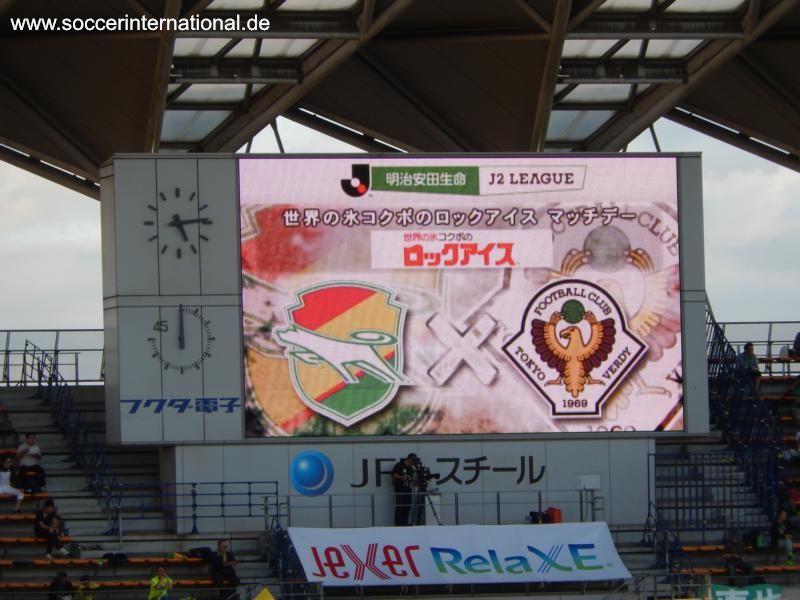 www.soccerinternational.de
明治安田生命 J2 LEAGUE
世界の氷コクボのロックアイス マッチデー
世界の氷コクボの
ロックアイス
FOOTBALL CLUB
TOKYO VERDY
1969
CLUB
45
フクダ電子
スチール
JEXER RelaXE